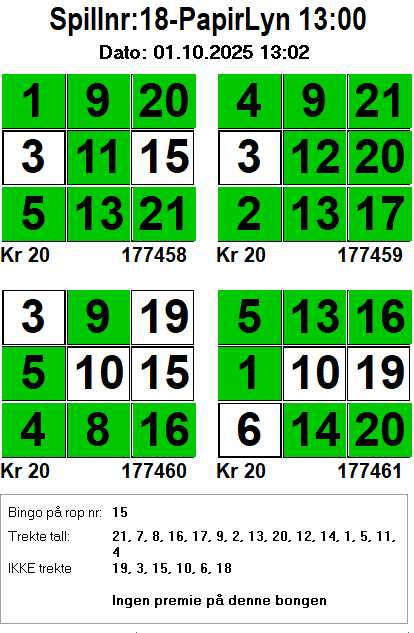 Spillnr:18-PapirLyn 13:00
Dato: 01.10.2025 13:02
1 9 20
3 11 15
5 13 21
Kr 20 177458
4 9 21
3 12 20
2 13 17
Kr 20 177459
3 9 19
5 10 15
4 8 16
Kr 20 177460
5 13 16
1 10 19
6 14 20
Kr 20 177461
Bingo på rop nr: 15
Trekte tall: 21, 7, 8, 16, 17, 9, 2, 13, 20, 12, 14, 1, 5, 11,
4
IKKE trekte 19, 3, 15, 10, 6, 18
Ingen premie på denne bongen